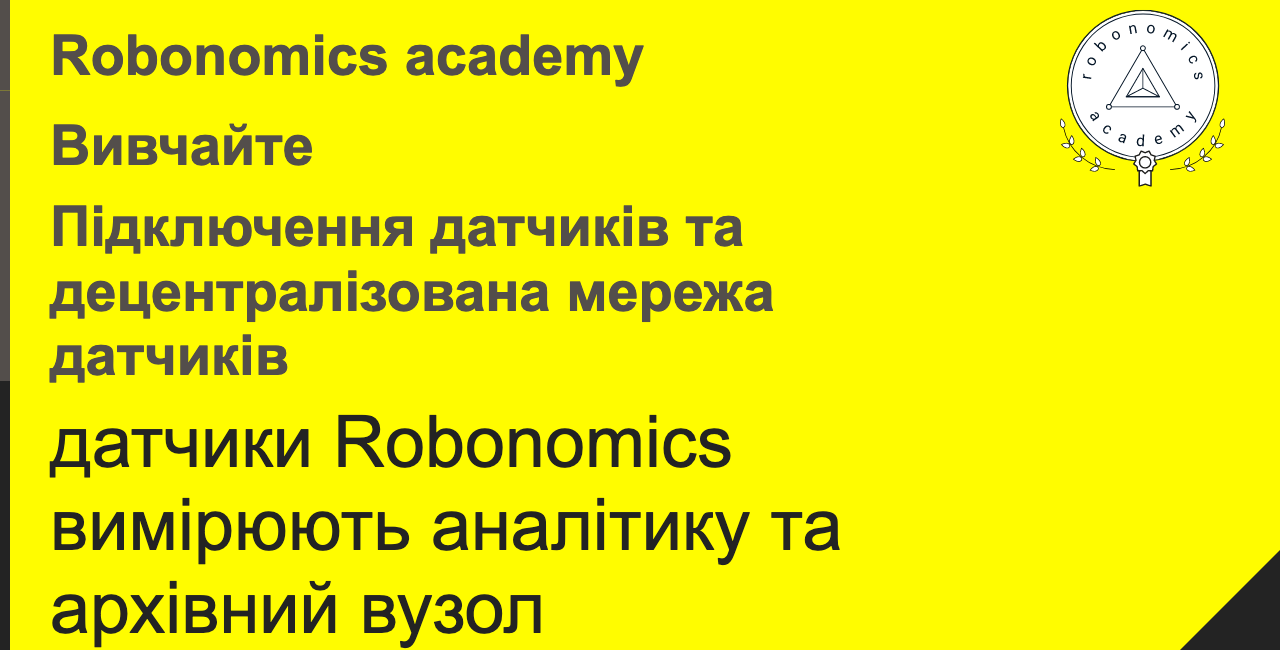 Robonomics academy
Вивчайте
Підключення датчиків та
децентралізована мережа
датчиків
датчики Robonomics
вимірюють аналітику та
архівний вузол
robonomics
academy